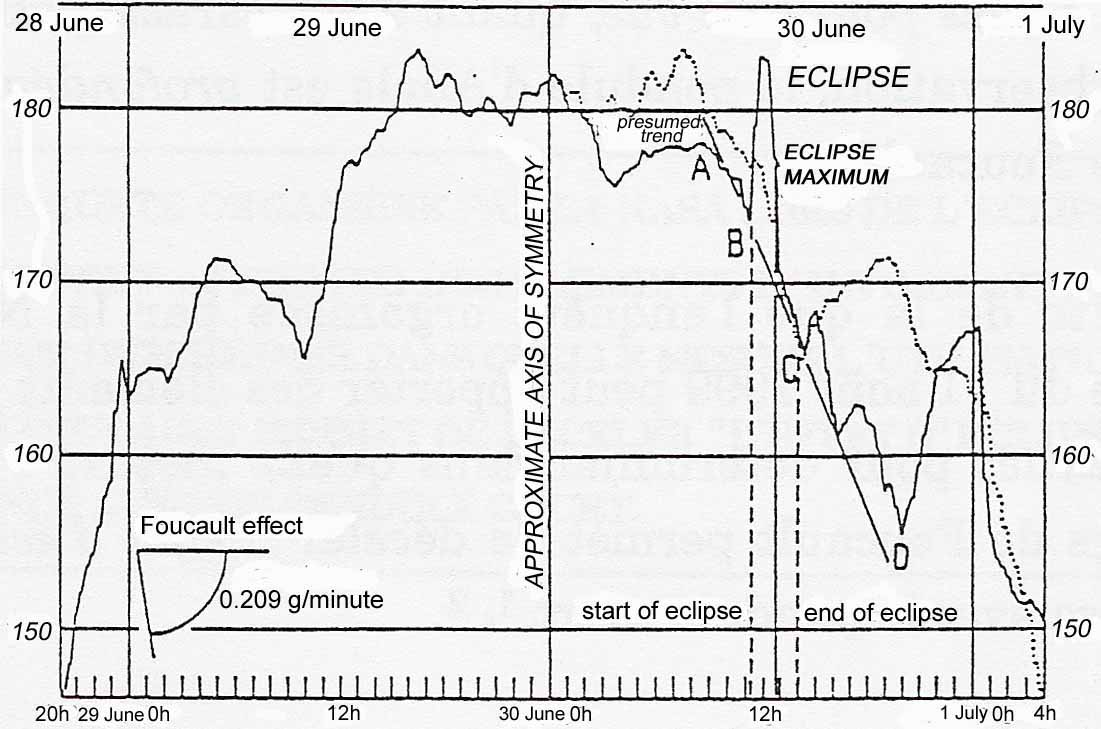 28 June
29 June
30 June
1 July
180
ECLIPSE
180
presumed
trend
A
ECLIPSE
MAXIMUM
B
APPROXIMATE AXIS OF SYMMETRY
170
170
C
160
160
Foucault effect
D
0.209 g/minute
start of eclipse
end of eclipse
150
150
20h 29 June 0h
12h
30 June 0h
12h
1 July 0h
4h